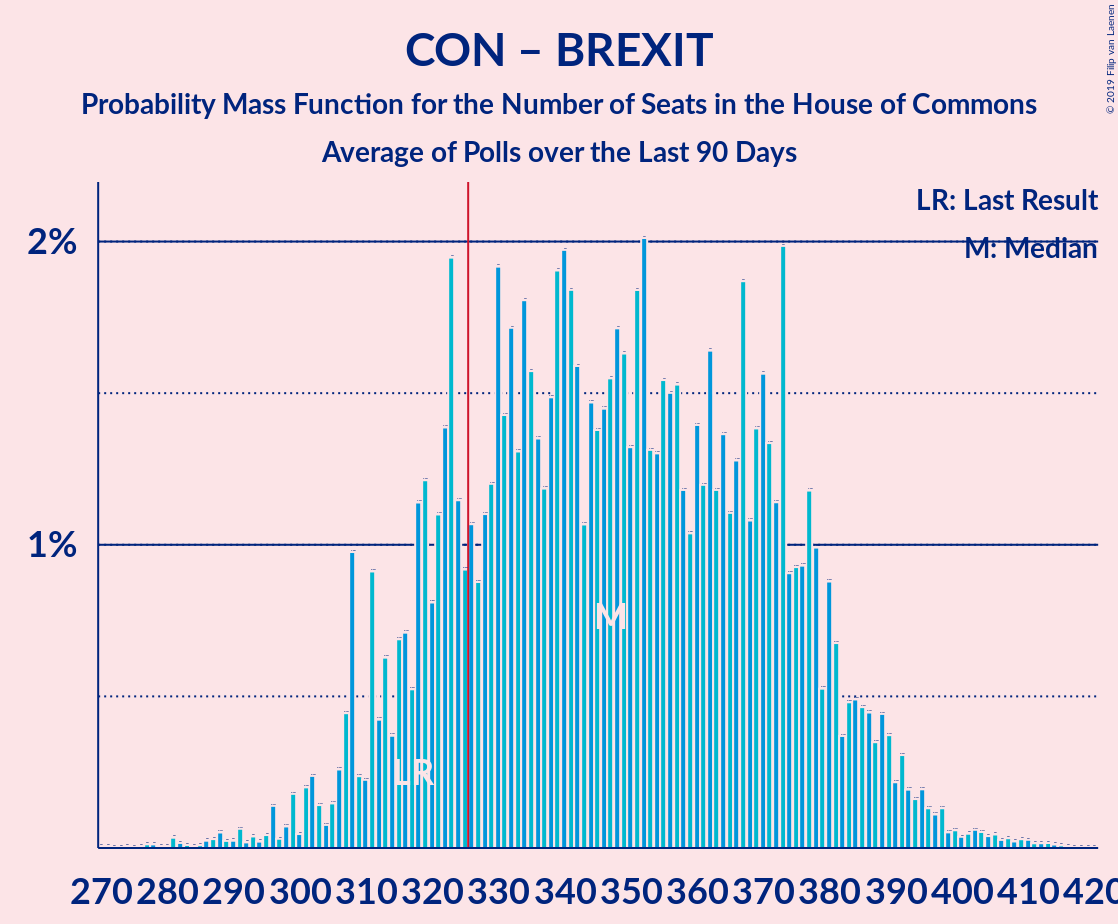 CON – BREXIT
Probability Mass Function for the Number of Seats in the House of Commons
Average of Polls over the Last 90 Days
© 2019 Filip van Laenen
LR: Last Result
M: Median
2%
1%
M
LR
270 280 290 300 310 320 330 340 350 360 370 380 390 400 410 420